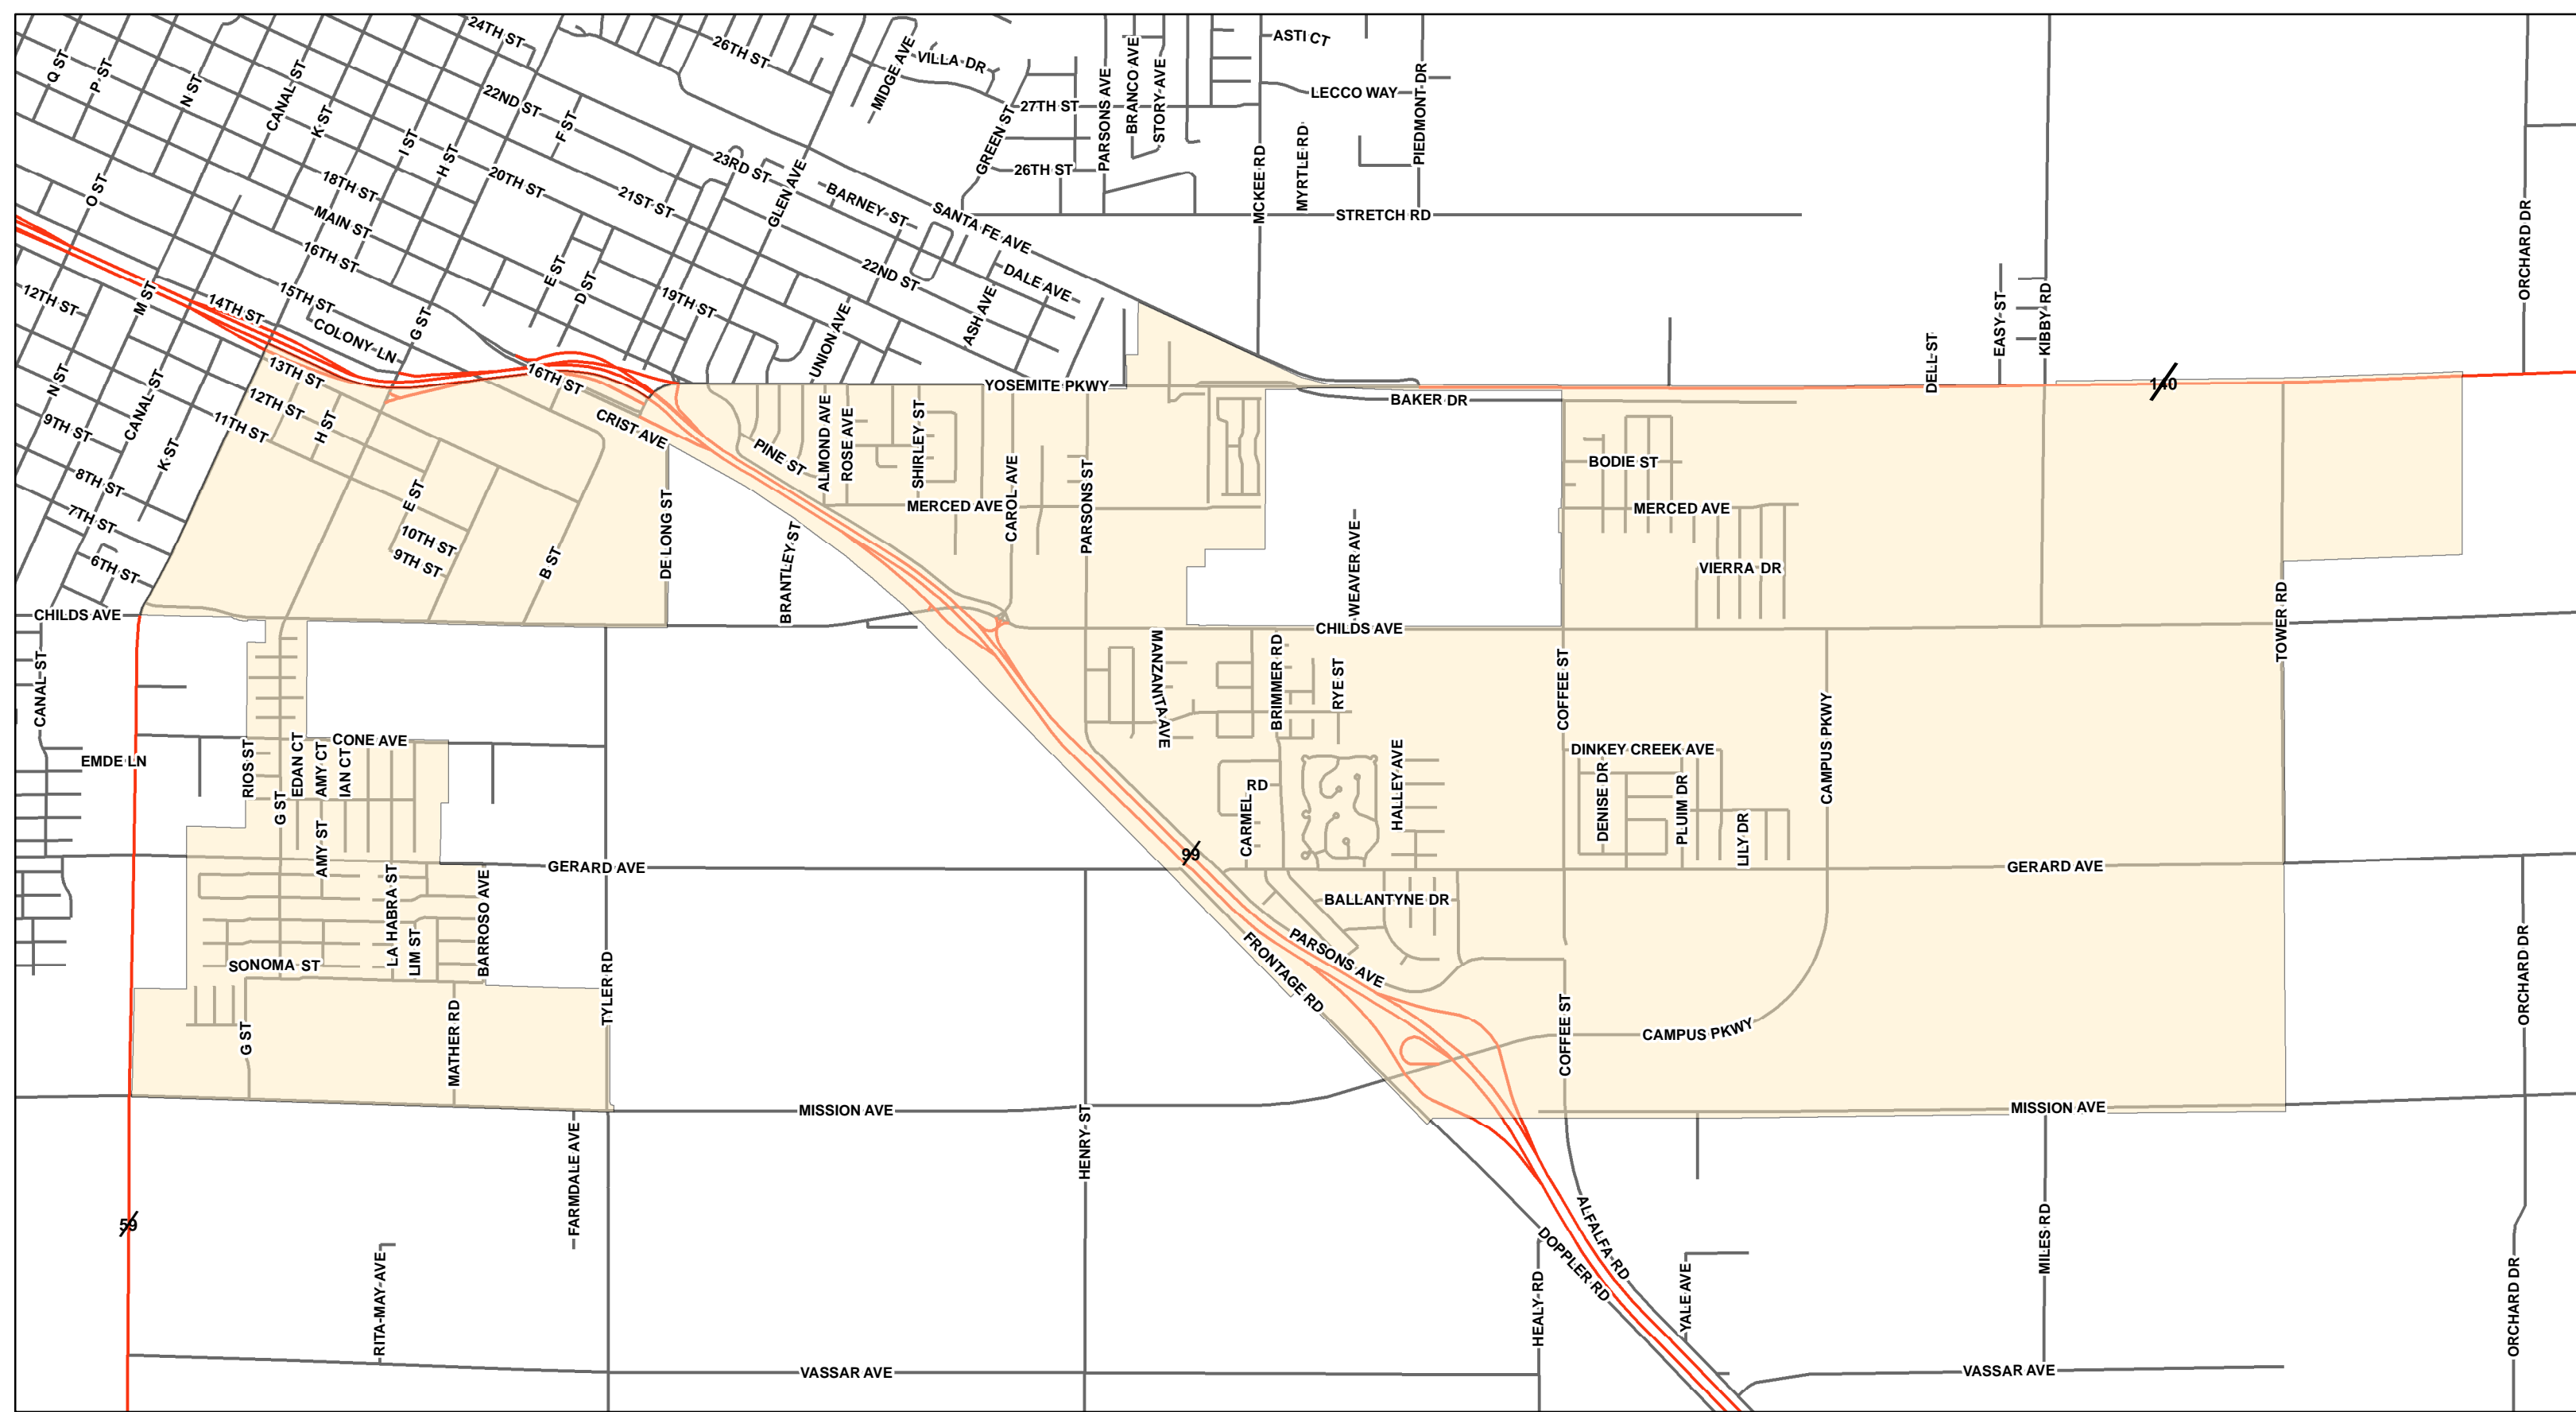 24TH ST
26TH ST
MIDGE AVE
VILLA DR
BRANCO AVE
STORY AVE
ASTI CT
Q ST
P ST
N ST
CANAL ST
K ST
22ND ST
F ST
27TH ST
PARSONS AVE
LECCO WAY
PIEDMONT DR
I ST
H ST
GREEN ST
26TH ST
MCKEE RD
MYRTLE RD
O ST
18TH ST
20TH ST
23RD ST
21ST ST
GLEN AVE
BARNEY ST
SANTA FE AVE
STRETCH RD
ORCHARD DR
MAIN ST
16TH ST
E ST
D ST
22ND ST
DALE AVE
12TH ST
M ST
14TH ST
15TH ST
COLONY LN
G ST
19TH ST
UNION AVE
ASH AVE
EASY ST
KIBBY RD
DELL ST
N ST
13TH ST
16TH ST
YOSEMITE PKWY
140
BAKER DR
9TH ST
CANAL ST
K ST
12TH ST
11TH ST
H ST
CRIST AVE
PINE ST
ALMOND AVE
ROSE AVE
SHIRLEY ST
CAROL AVE
PARSONS ST
BODIE ST
8TH ST
E ST
MERCED AVE
MERCED AVE
7TH ST
10TH ST
9TH ST
B ST
DE LONG ST
BRANTLEY ST
WEAVER AVE
VIERRA DR
6TH ST
TOWER RD
CHILDS AVE
CHILDS AVE
CANAL ST
MANZANITA AVE
BRIMMER RD
RYE ST
COFFEE ST
CAMPUS PKWY
EMDE LN
RIOS ST
EDAN CT
AMY CT
IAN CT
CONE AVE
DINKEY CREEK AVE
G ST
AMY ST
CARMEL RD
HALLEY AVE
DENISE DR
PLUIM DR
LILY DR
99
GERARD AVE
GERARD AVE
LA HABRA ST
LIM ST
BARROSO AVE
BALLANTYNE DR
SONOMA ST
TYLER RD
FRONTAGE RD
PARSONS AVE
ORCHARD DR
G ST
MATHER RD
COFFEE ST
CAMPUS PKWY
MISSION AVE
MISSION AVE
FARMDALE AVE
HENRY ST
59
RITA MAY AVE
HEALY RD
DOPPLER RD
ALFALFA RD
YALE AVE
MILES RD
ORCHARD DR
VASSAR AVE
VASSAR AVE